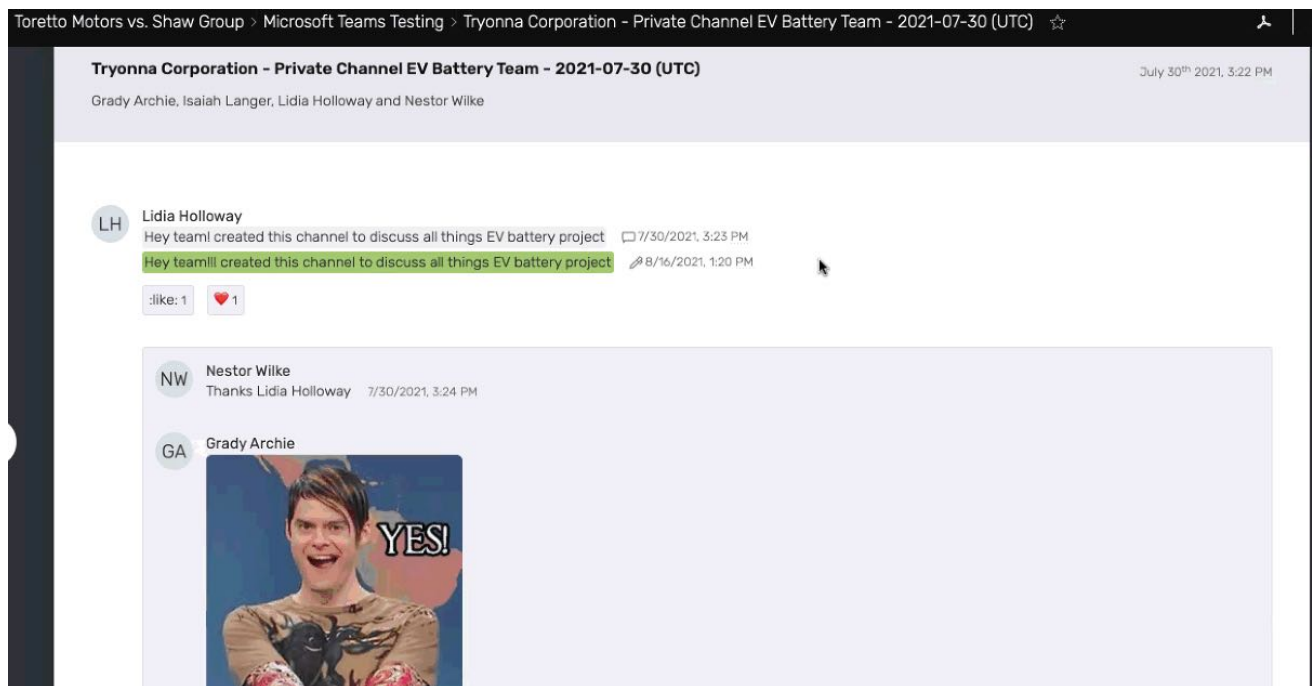 Toretto Motors vs. Shaw Group > Microsoft Teams Testing > Tryonna Corporation - Private Channel EV Battery Team - 2021-07-30 (UTC)
Tryonna Corporation - Private Channel EV Battery Team - 2021-07-30 (UTC)
July 30th 2021, 3:22 PM
Grady Archie, Isaiah Langer, Lidia Holloway and Nestor Wilke
LH
Lidia Holloway
Hey team! created this channel to discuss all things EV battery project 7/30/2021, 3:23 PM
Hey team!!! created this channel to discuss all things EV battery project 8/16/2021, 1:20 PM
:like: 1
1
NW
Nestor Wilke
Thanks Lidia Holloway 7/30/2021, 3:24 PM
GA
Grady Archie
YES!